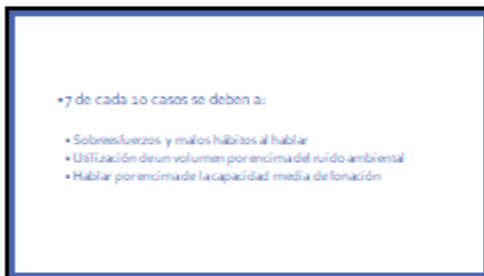 •7 de cada 10 casos se deben a:
▪ Sobreesfuerzos y malos hábitos al hablar
▪ Utilización de un volumen por encima del ruido ambiental
▪ Hablar por encima de la capacidad media de fonación